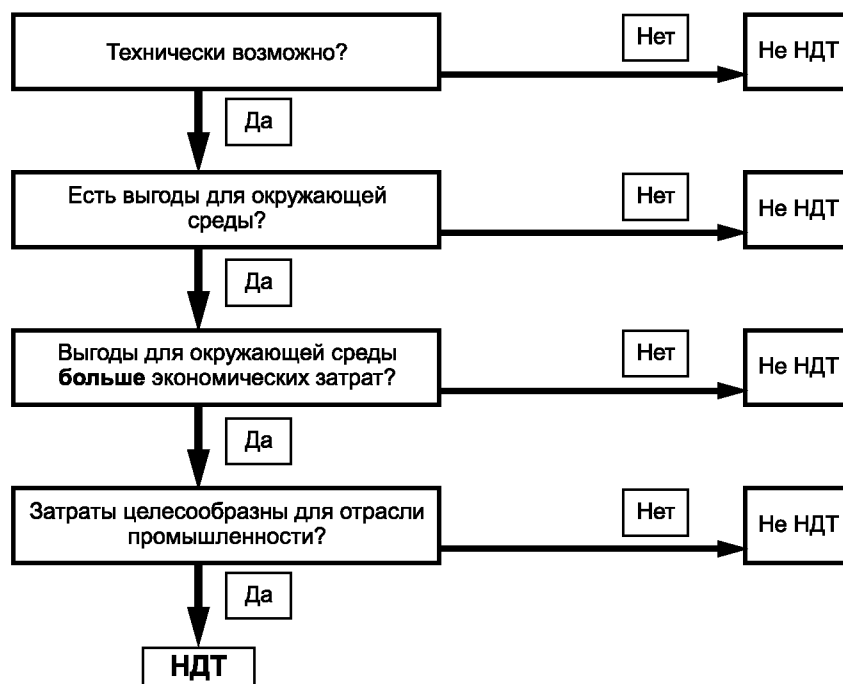 Технически возможно?
Нет
Не НДТ
Да
Есть выгоды для окружающей
среды?
Нет
Не НДТ
Да
Выгоды для окружающей среды
больше экономических затрат?
Нет
Не НДТ
Да
Затраты целесообразны для отрасли
промышленности?
Нет
Не НДТ
Да
НДТ